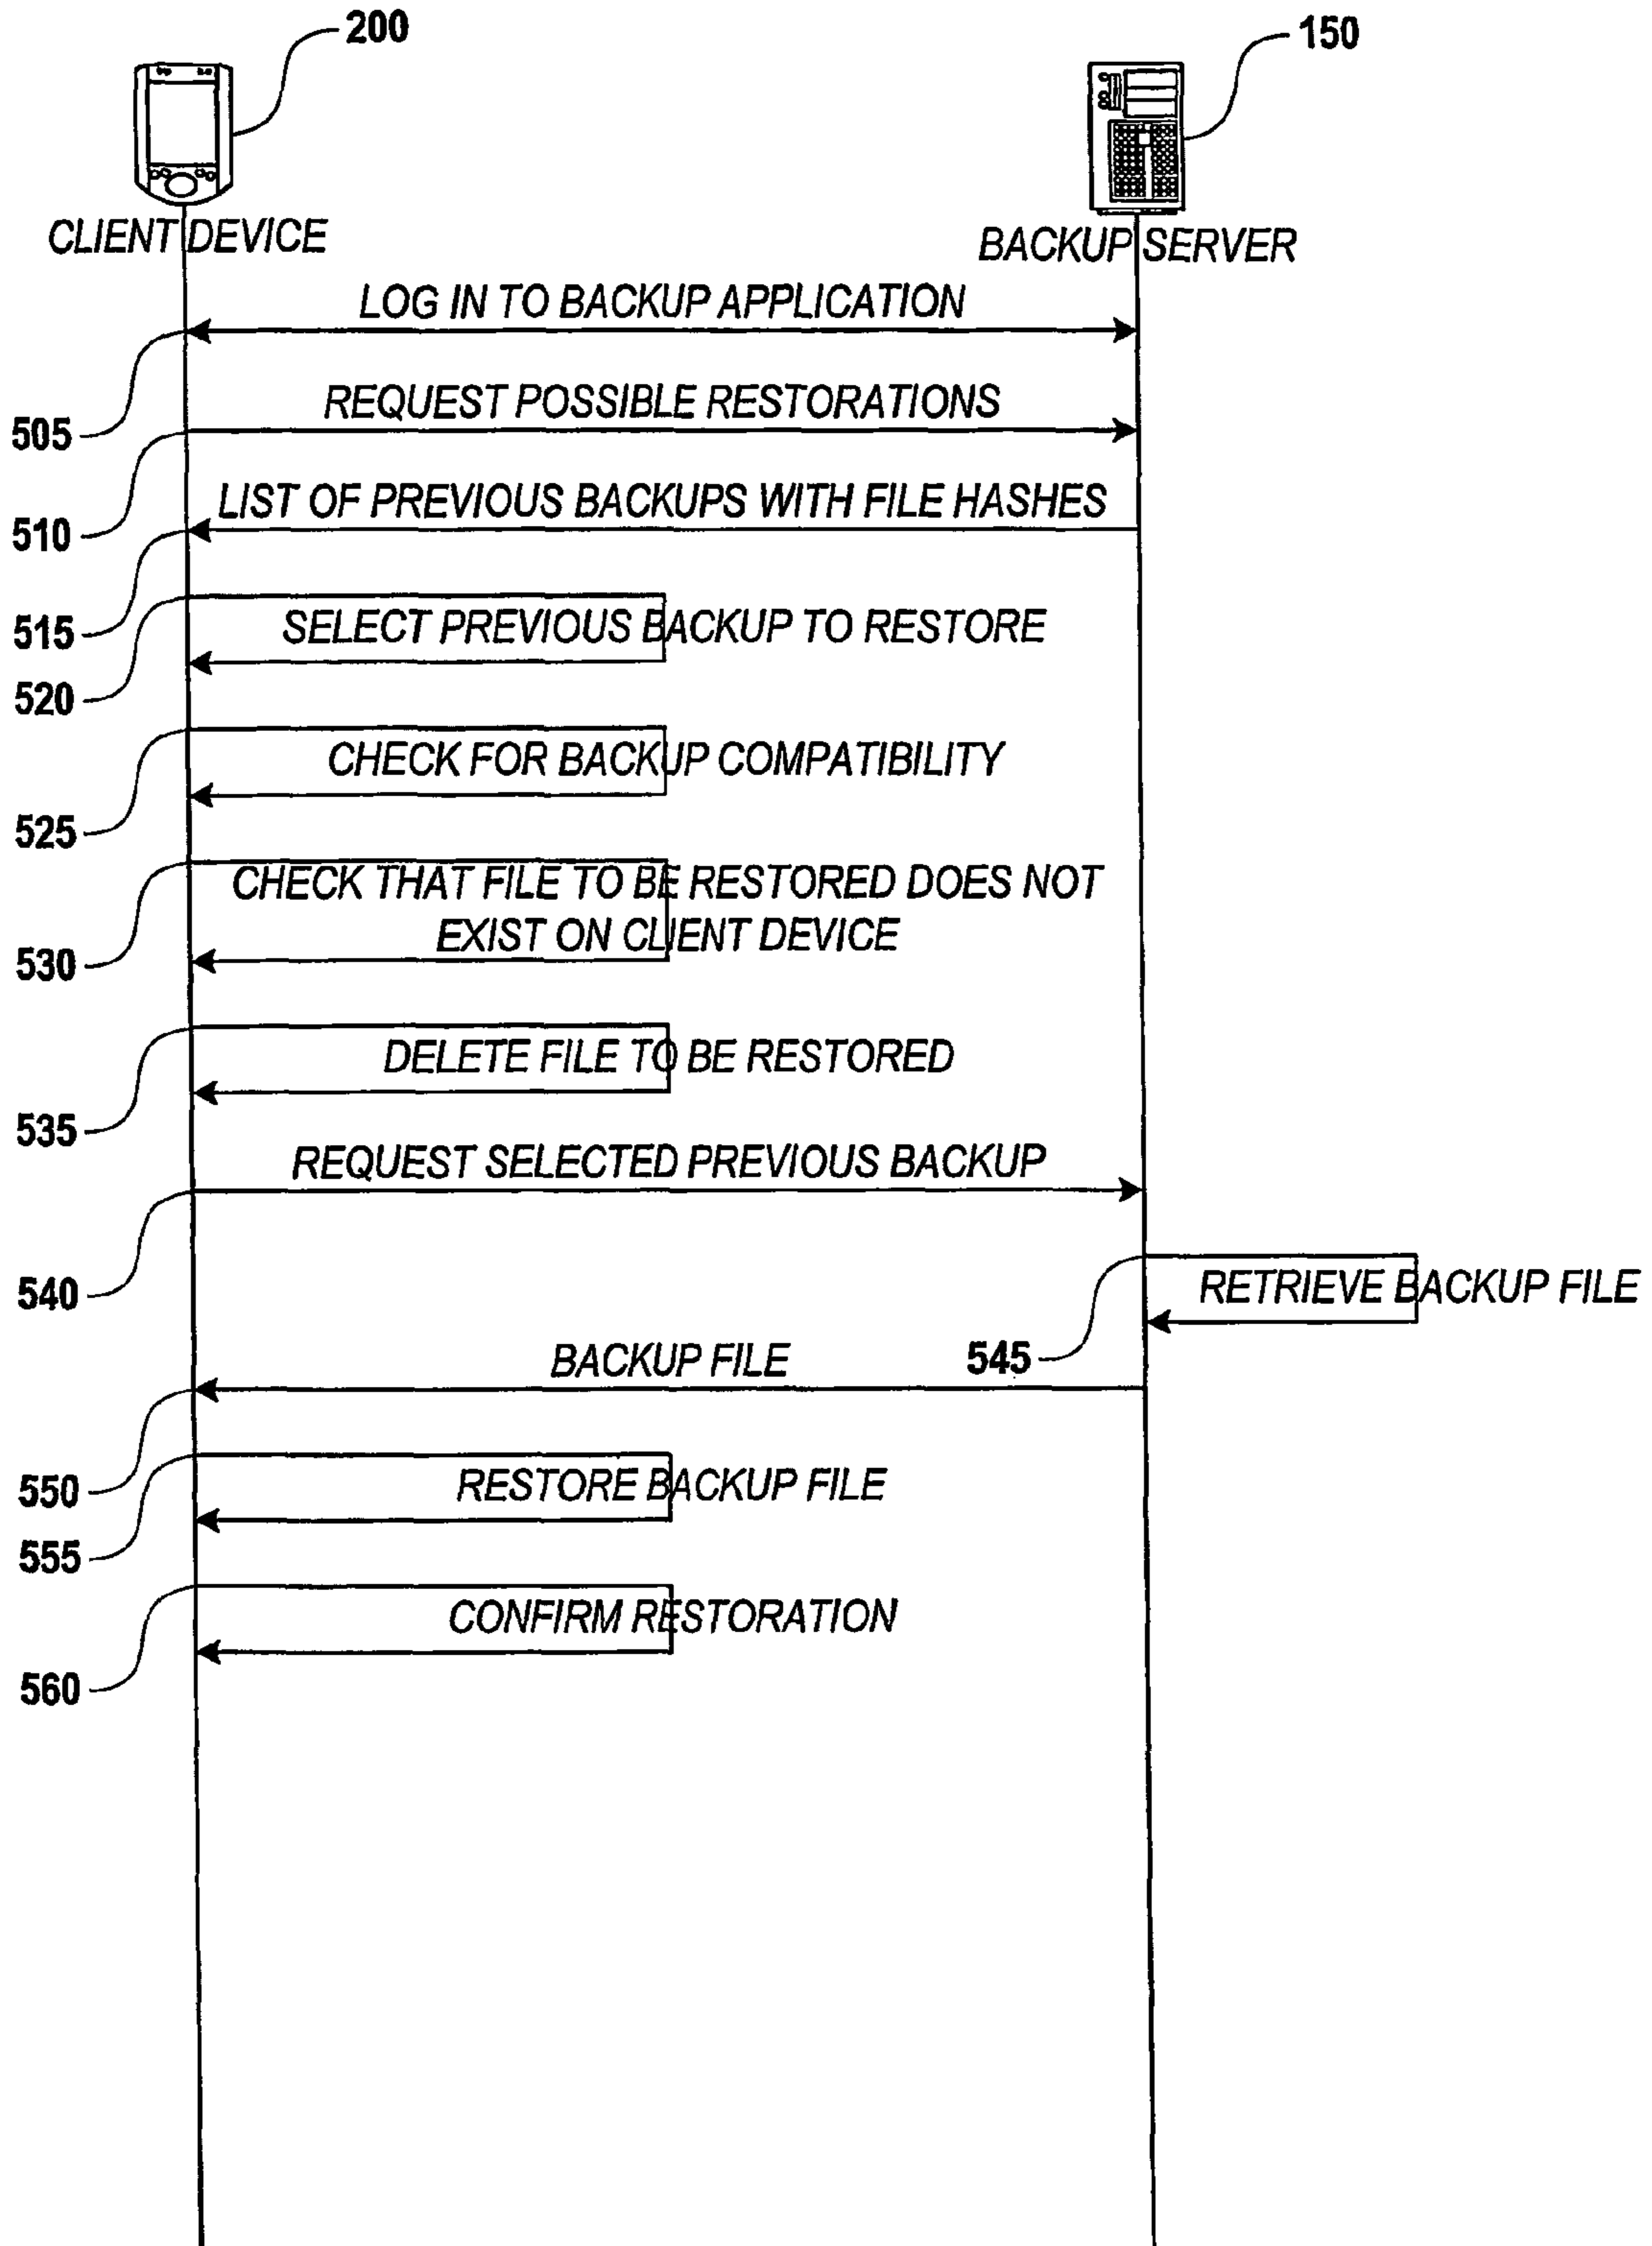 200
150
CLIENT DEVICE
BACKUP SERVER
LOG IN TO BACKUP APPLICATION
505
REQUEST POSSIBLE RESTORATIONS
510
LIST OF PREVIOUS BACKUPS WITH FILE HASHES
515
SELECT PREVIOUS BACKUP TO RESTORE
520
CHECK FOR BACKUP COMPATIBILITY
525
CHECK THAT FILE TO BE RESTORED DOES NOT
EXIST ON CLIENT DEVICE
530
DELETE FILE TO BE RESTORED
535
REQUEST SELECTED PREVIOUS BACKUP
540
RETRIEVE BACKUP FILE
545
BACKUP FILE
550
RESTORE BACKUP FILE
555
CONFIRM RESTORATION
560